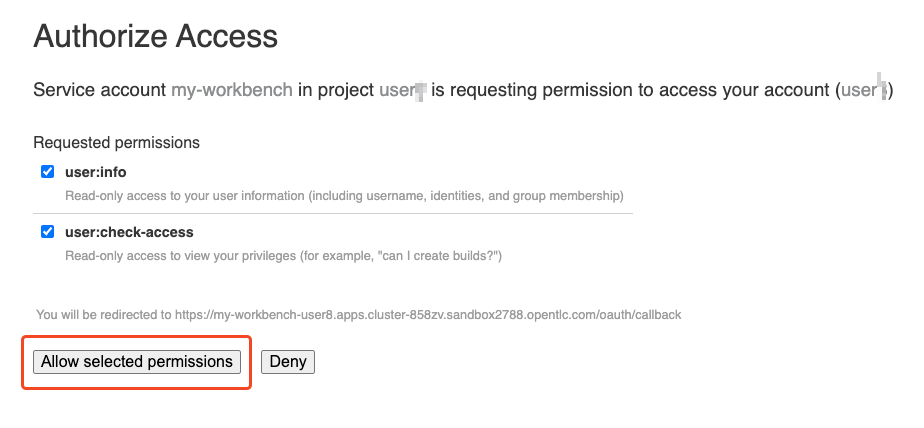 Authorize Access
Service account my-workbench in project user is requesting permission to access your account (user)
Requested permissions
user:info
Read-only access to your user information (including username, identities, and group membership)
user:check-access
Read-only access to view your privileges (for example, "can I create builds?")
You will be redirected to https://my-workbench-user8.apps.cluster-858zv.sandbox2788.opentlc.com/oauth/callback
Allow selected permissions Deny